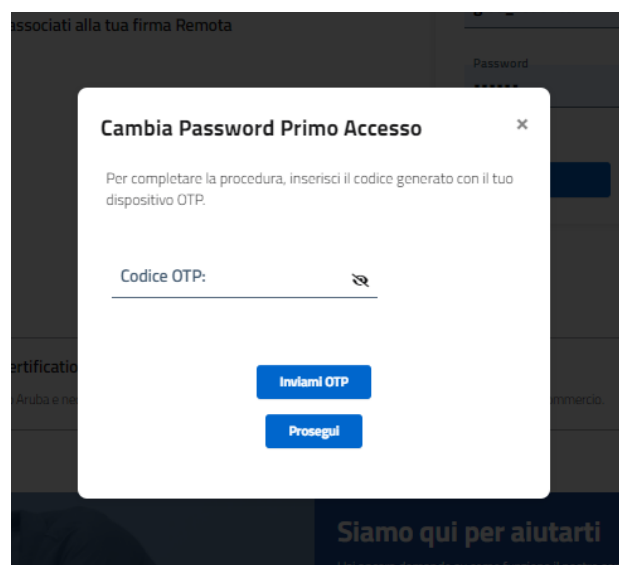 associati alla tua firma Remota
Password
Cambia Password Primo Accesso
×
Per completare la procedura, inserisci il codice generato con il tuo
dispositivo OTP.
Codice OTP:
Inviami OTP
Prosegui
Aruba e
Siamo qui per aiutarti